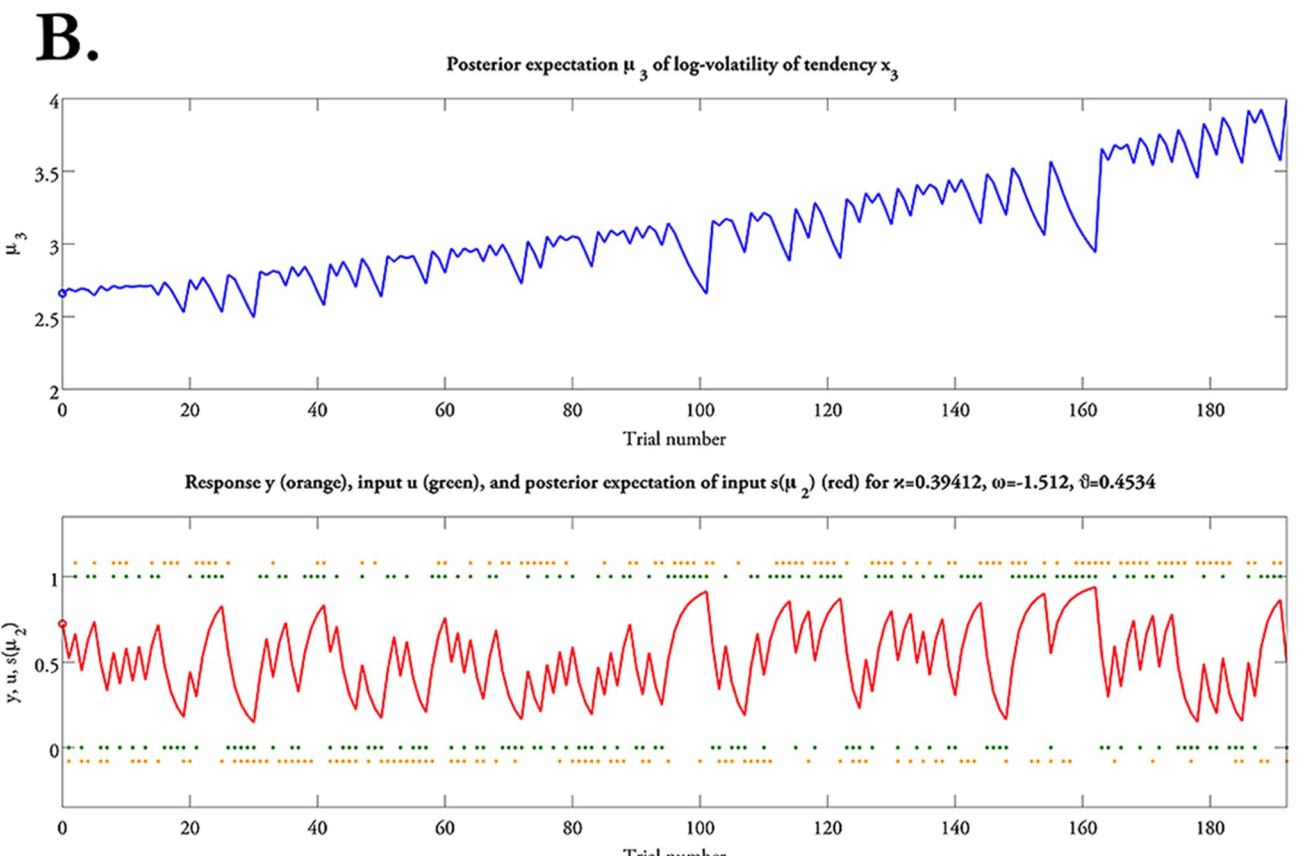 B.
Posterior expectation μ 3 of log-volatility of tendency x3
4
3.5
3
2.5
2
μ 3
0 20 40 60 80 100 120 140 160 180
Trial number
Response y (orange), input u (green), and posterior expectation of input s(μ 2) (red) for ϰ=0.39412, ω=-1.512, ϑ=0.4534
1
0.5
0
y, u, s(μ2)
0 20 40 60 80 100 120 140 160 180
Trial number